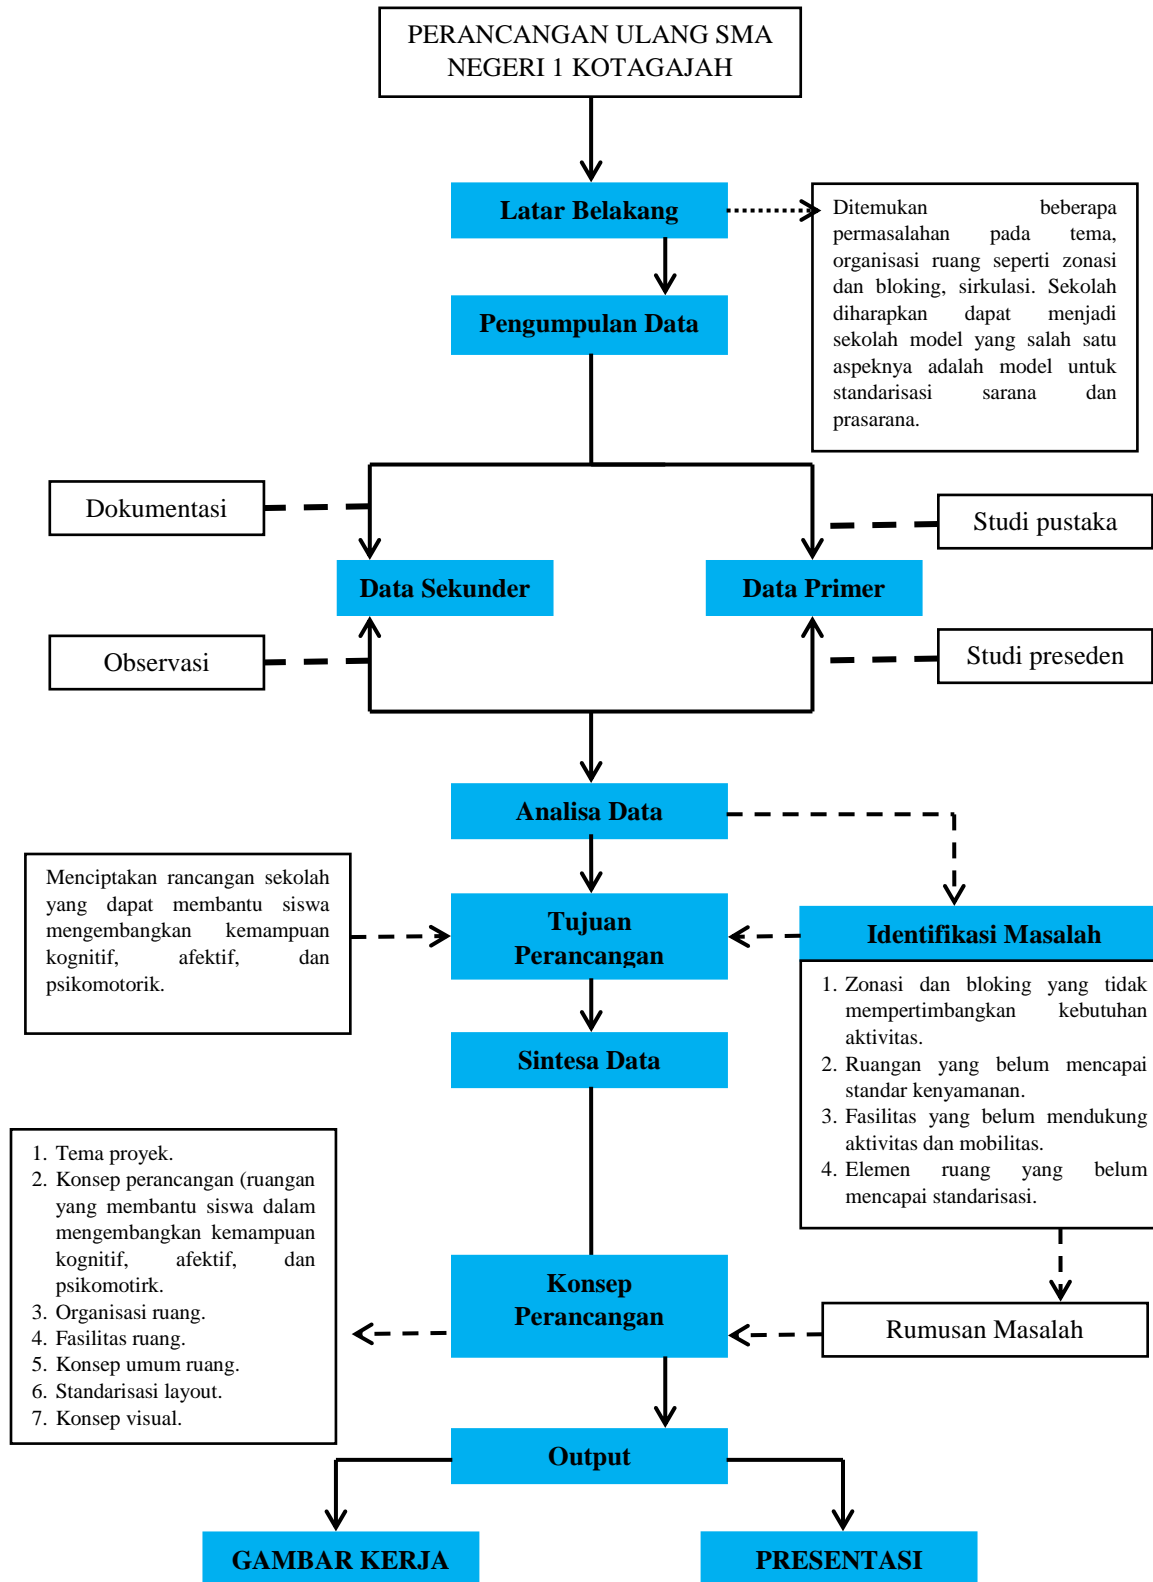 PERANCANGAN ULANG SMA
NEGERI 1 KOTAGAJAH
Latar Belakang
Ditemukan beberapa
permasalahan pada tema,
organisasi ruang seperti zonasi
dan bloking, sirkulasi. Sekolah
diharapkan dapat menjadi
sekolah model yang salah satu
aspeknya adalah model untuk
standarisasi sarana dan
prasarana.
Pengumpulan Data
Dokumentasi
Studi pustaka
Data Sekunder
Data Primer
Observasi
Studi preseden
Analisa Data
Menciptakan rancangan sekolah
yang dapat membantu siswa
mengembangkan kemampuan
kognitif, afektif, dan
psikomotorik.
Tujuan
Perancangan
Identifikasi Masalah
1. Zonasi dan bloking yang tidak
mempertimbangkan kebutuhan
aktivitas.
2. Ruangan yang belum mencapai
standar kenyamanan.
3. Fasilitas yang belum mendukung
aktivitas dan mobilitas.
4. Elemen ruang yang belum
mencapai standarisasi.
Sintesa Data
1. Tema proyek.
2. Konsep perancangan (ruangan
yang membantu siswa dalam
mengembangkan kemampuan
kognitif, afektif, dan
psikomotirk.
3. Organisasi ruang.
4. Fasilitas ruang.
5. Konsep umum ruang.
6. Standarisasi layout.
7. Konsep visual.
Konsep
Perancangan
Rumusan Masalah
Output
GAMBAR KERJA
PRESENTASI